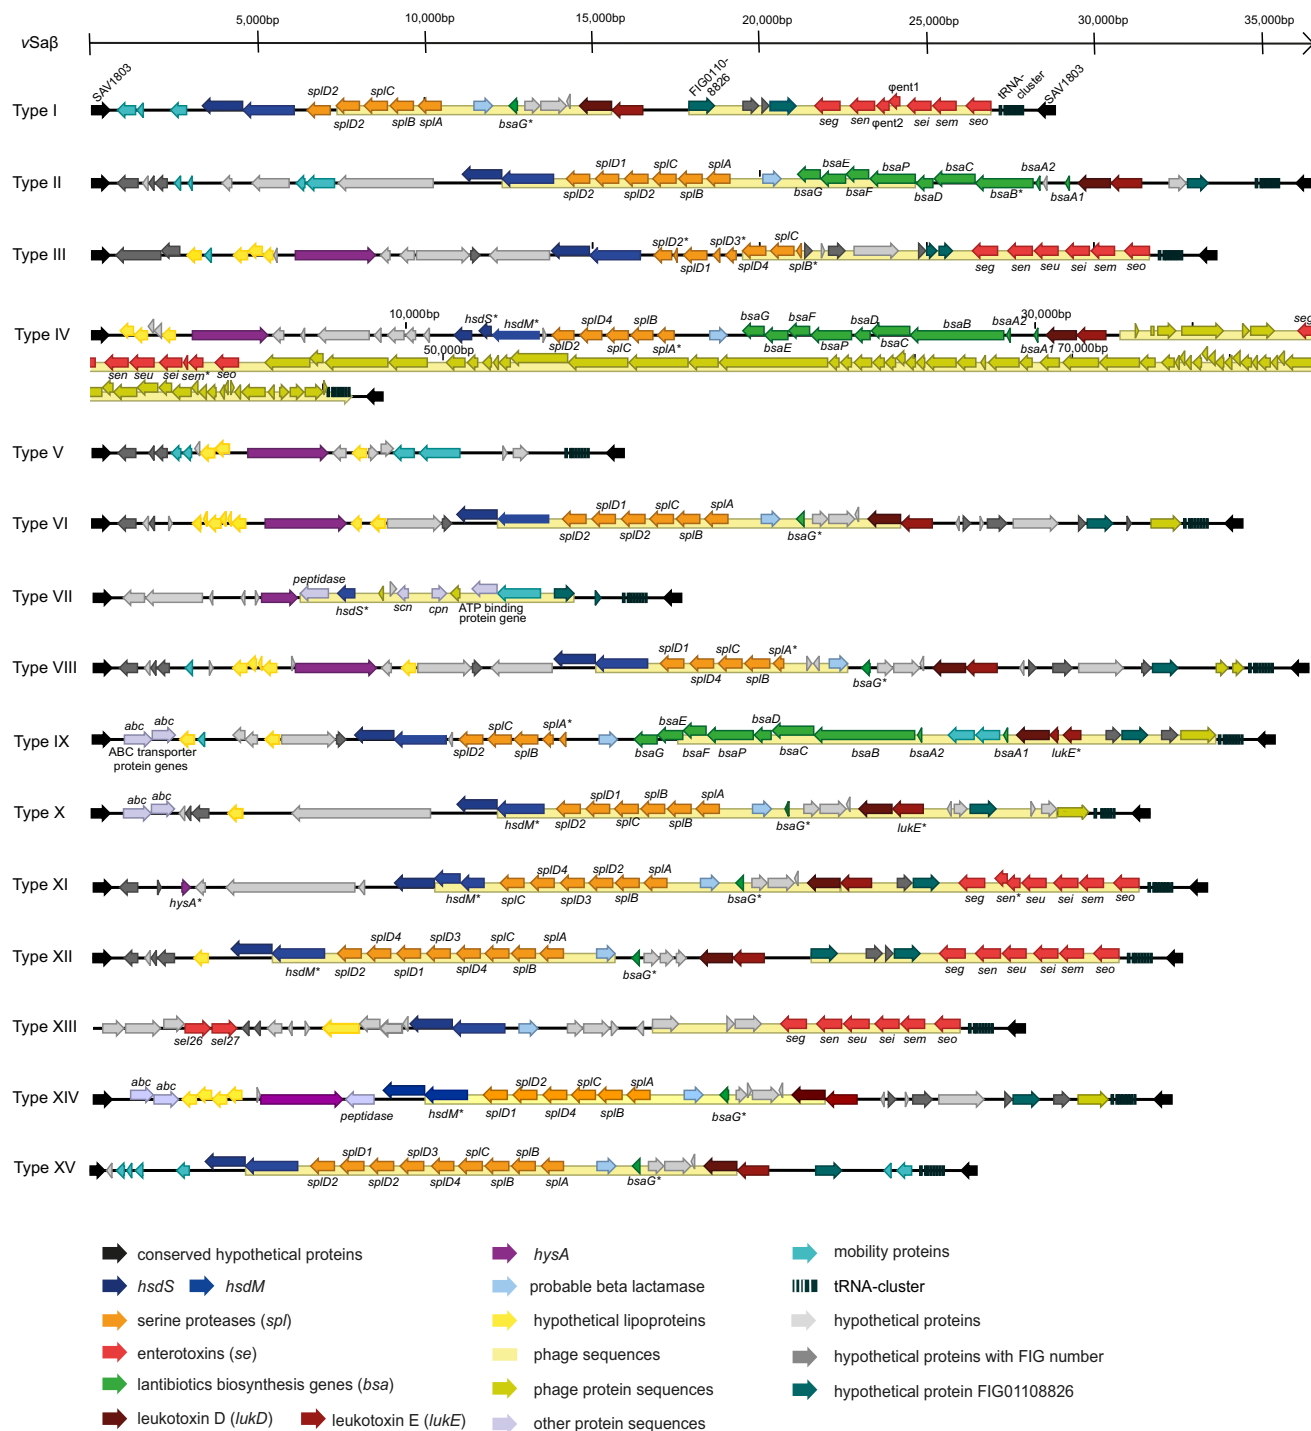 5,000bp 10,000bp 15,000bp 20,000bp 25,000bp 30,000bp 35,000bp
νSaβ
SAV1803 FIG0110-8826 tRNA-cluster SAV1803
splD2 splC φent1
Type I
splD2 splB splA bsaG* seg sen φent2 sei sem seo
splD1 splC splA bsaE bsaP bsaC bsaA2
Type II
splD2 splD2 splB bsaG bsaF bsaD bsaB* bsaA1
splD2* splD3* splC
Type III
splD1 splD4 splB* seg sen seu sei sem seo
10,000bp hsdS* hsdM* splD4 splB bsaG bsaF bsaD bsaB bsaA2 30,000bp seg
Type IV
splD2 splC splA* bsaE bsaP bsaC bsaA1
50,000bp 70,000bp
sen seu sei sem* seo
Type V
splD1 splC splA
Type VI
splD2 splD2 splB bsaG*
peptidase
Type VII
hsdS* scn cpn ATP binding
protein gene
splD1 splC splA*
Type VIII
splD4 splB bsaG*
abc abc splC splA* bsaE bsaD
Type IX
ABC transporter
protein genes
splD2 splB bsaG bsaF bsaP bsaC bsaB bsaA2 bsaA1 lukE*
abc abc splD1 splB splA
Type X
hsdM* splD2 splC splB bsaG* lukE*
splD4 splD2 splA
Type XI
hysA* hsdM* splC splD3 splB bsaG* seg sen* seu sei sem seo
splD4 splD3 splC splA
Type XII
hsdM* splD2 splD1 splD4 splB bsaG* seg sen seu sei sem seo
Type XIII
sel26 sel27 seg sen seu sei sem seo
abc abc splD2 splC splA
Type XIV
peptidase hsdM* splD1 splD4 splB bsaG*
splD1 splD3 splC splB
Type XV
splD2 splD2 splD4 splB splA bsaG*
conserved hypothetical proteins
hsdS hsdM
serine proteases (spl)
enterotoxins (se)
lantibiotics biosynthesis genes (bsa)
leukotoxin D (lukD) leukotoxin E (lukE)
hysA
probable beta lactamase
hypothetical lipoproteins
phage sequences
phage protein sequences
other protein sequences
mobility proteins
tRNA-cluster
hypothetical proteins
hypothetical proteins with FIG number
hypothetical protein FIG01108826